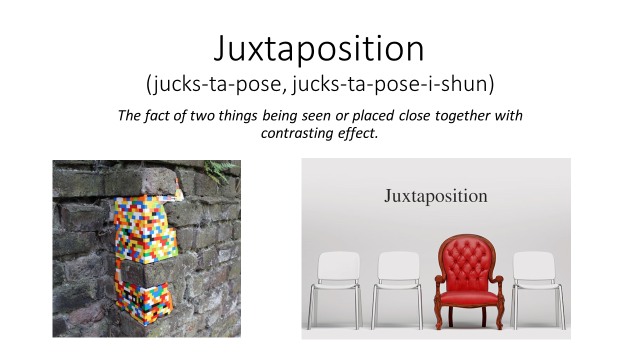 Juxtaposition
(jucks-ta-pose, jucks-ta-pose-i-shun)
The fact of two things being seen or placed close together with
contrasting effect.
Juxtaposition